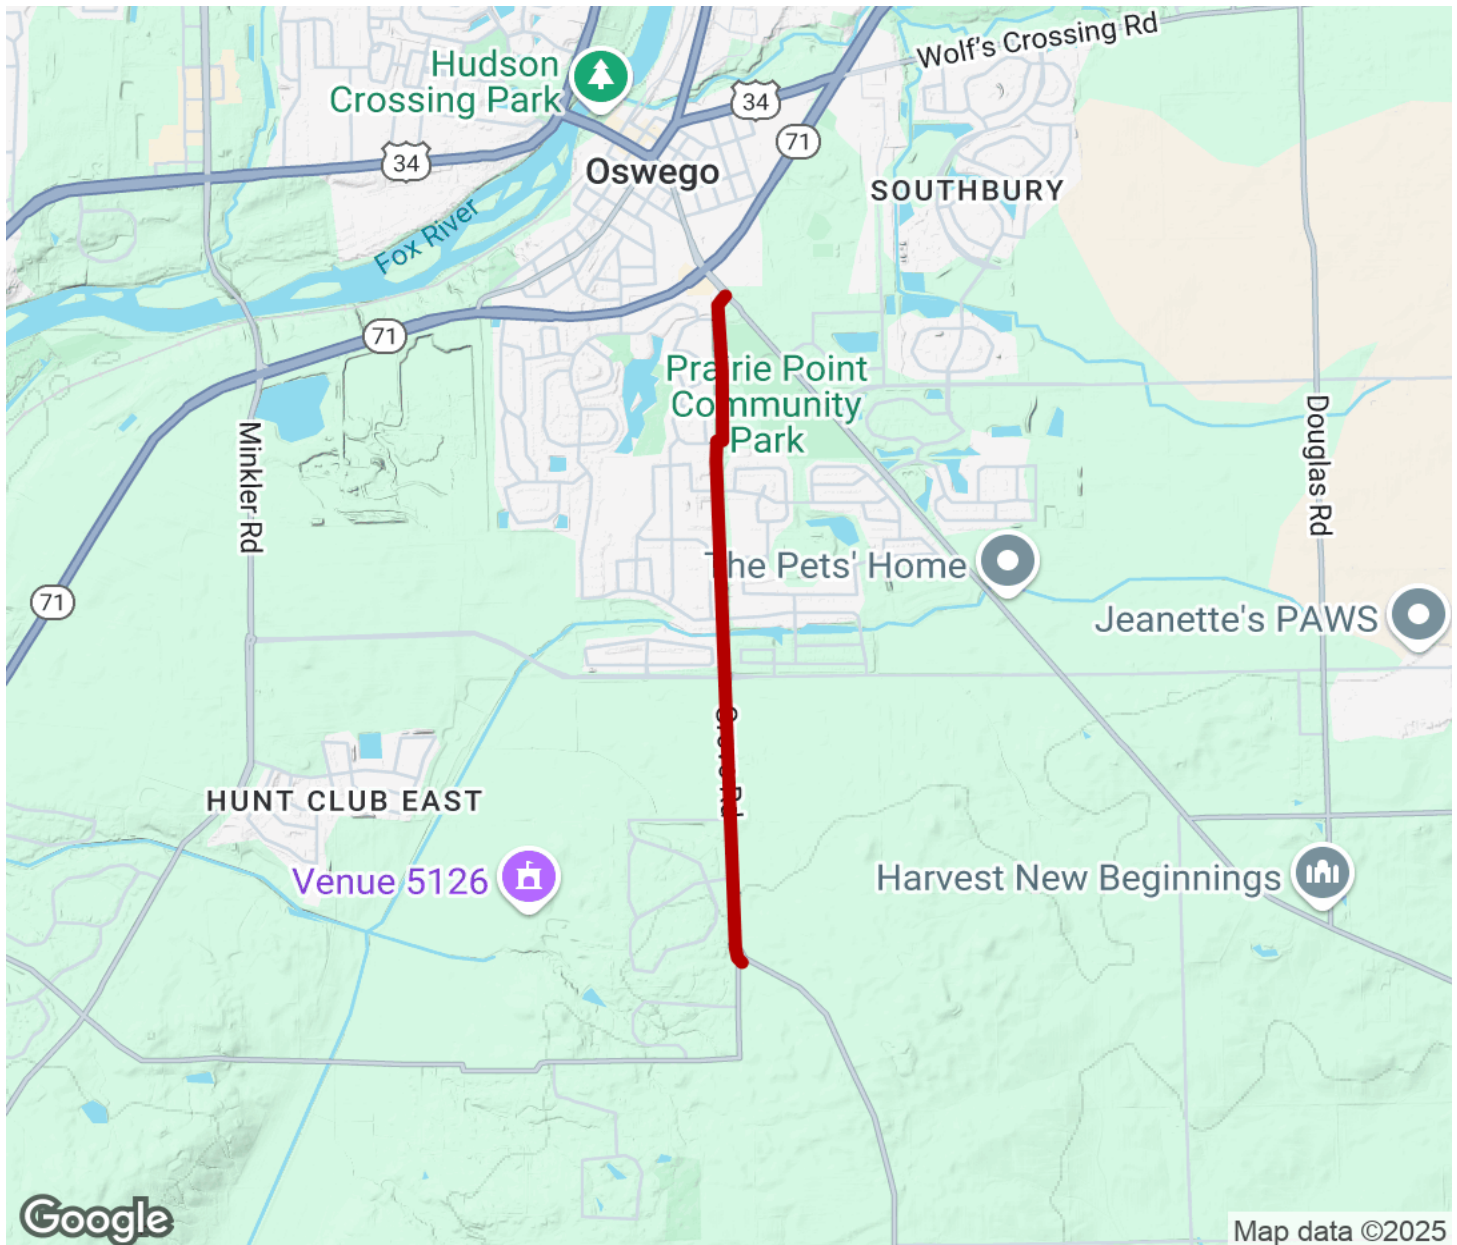 Wolf's Crossing Rd
Hudson
Crossing Park
34
34
71
Oswego
SOUTHBURY
Fox River
71
Prairie Point
Community
Park
Minkler Rd
Douglas Rd
The Pets' Home
71
Jeanette's PAWS
Rd
HUNT CLUB EAST
Venue 5126
Harvest New Beginnings
Google
Map data ©2025